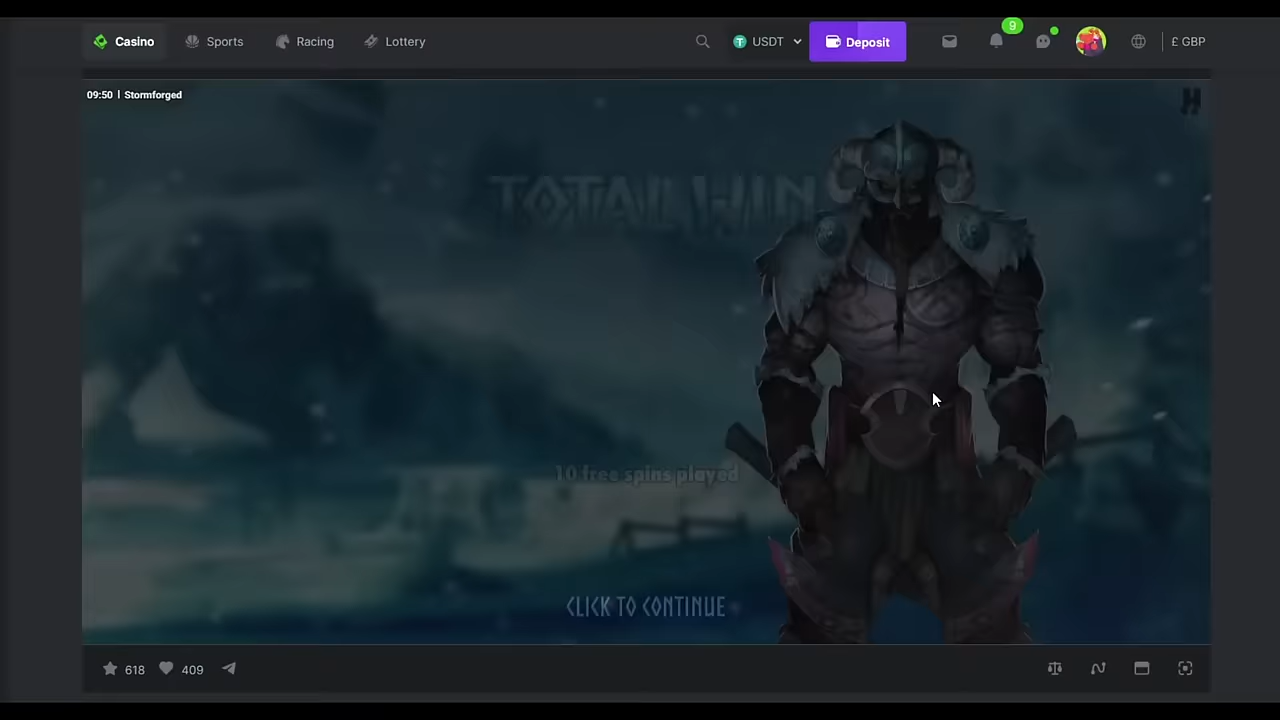 Casino
Sports
Racing
Lottery
USDT
Deposit
9
£ GBP
09:50 | Stormforged
TOTAL WIN
10 free spins played
CLICK TO CONTINUE
618
409